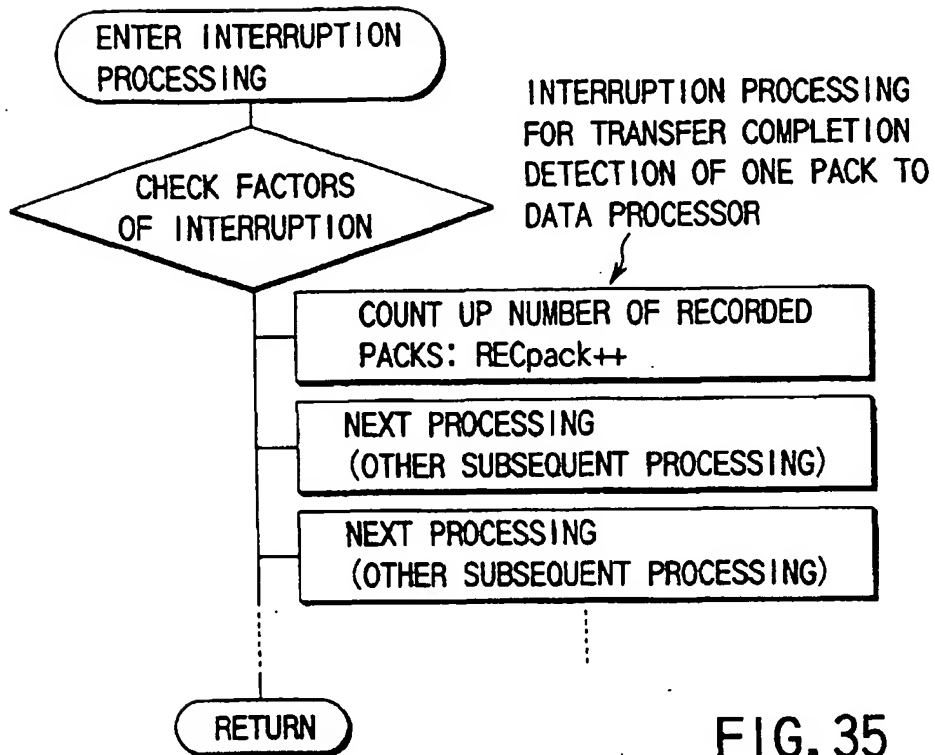 ENTER INTERRUPTION
PROCESSING
INTERRUPTION PROCESSING
FOR TRANSFER COMPLETION
DETECTION OF ONE PACK TO
DATA PROCESSOR
CHECK FACTORS
OF INTERRUPTION
COUNT UP NUMBER OF RECORDED
PACKS: RECpack++
NEXT PROCESSING
(OTHER SUBSEQUENT PROCESSING)
NEXT PROCESSING
(OTHER SUBSEQUENT PROCESSING)
RETURN
FIG. 35